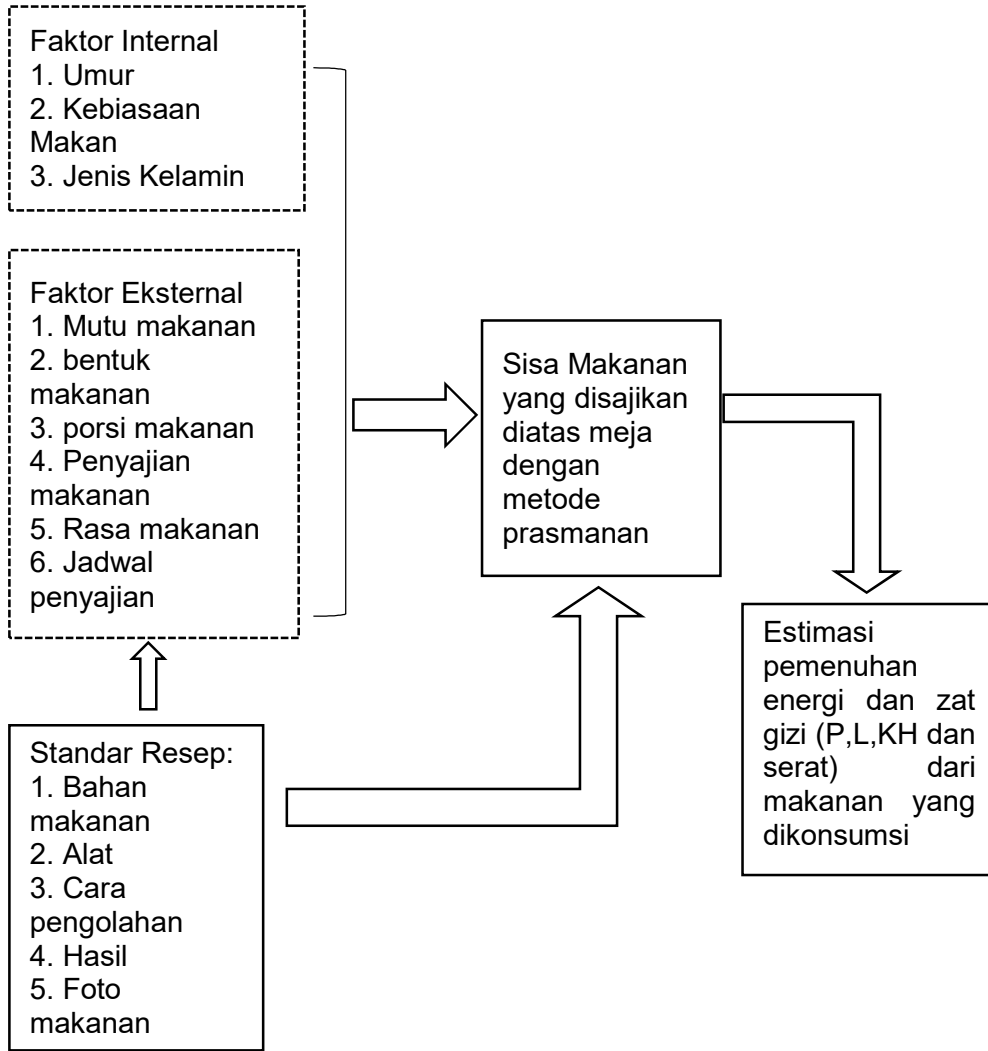 Faktor Internal
1. Umur
2. Kebiasaan
Makan
3. Jenis Kelamin
Faktor Eksternal
1. Mutu makanan
2. bentuk
makanan
3. porsi makanan
4. Penyajian
makanan
5. Rasa makanan
6. Jadwal
penyajian
Sisa Makanan
yang disajikan
diatas meja
dengan
metode
prasmanan
Estimasi
pemenuhan
energi dan zat
gizi (P,L,KH dan
serat) dari
makanan yang
dikonsumsi
Standar Resep:
1. Bahan
makanan
2. Alat
3. Cara
pengolahan
4. Hasil
5. Foto
makanan